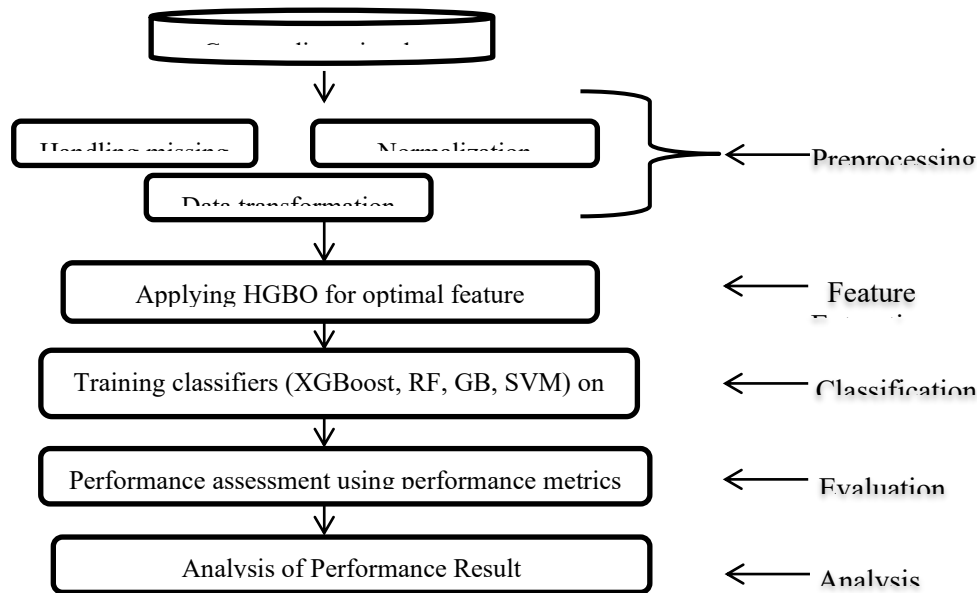 Handling missing
Normalization
Preprocessing
Data transformation
Applying HGBO for optimal feature
Feature
Training classifiers (XGBoost, RF, GB, SVM) on
Classification
Performance assessment using performance metrics
Evaluation
Analysis of Performance Result
Analysis